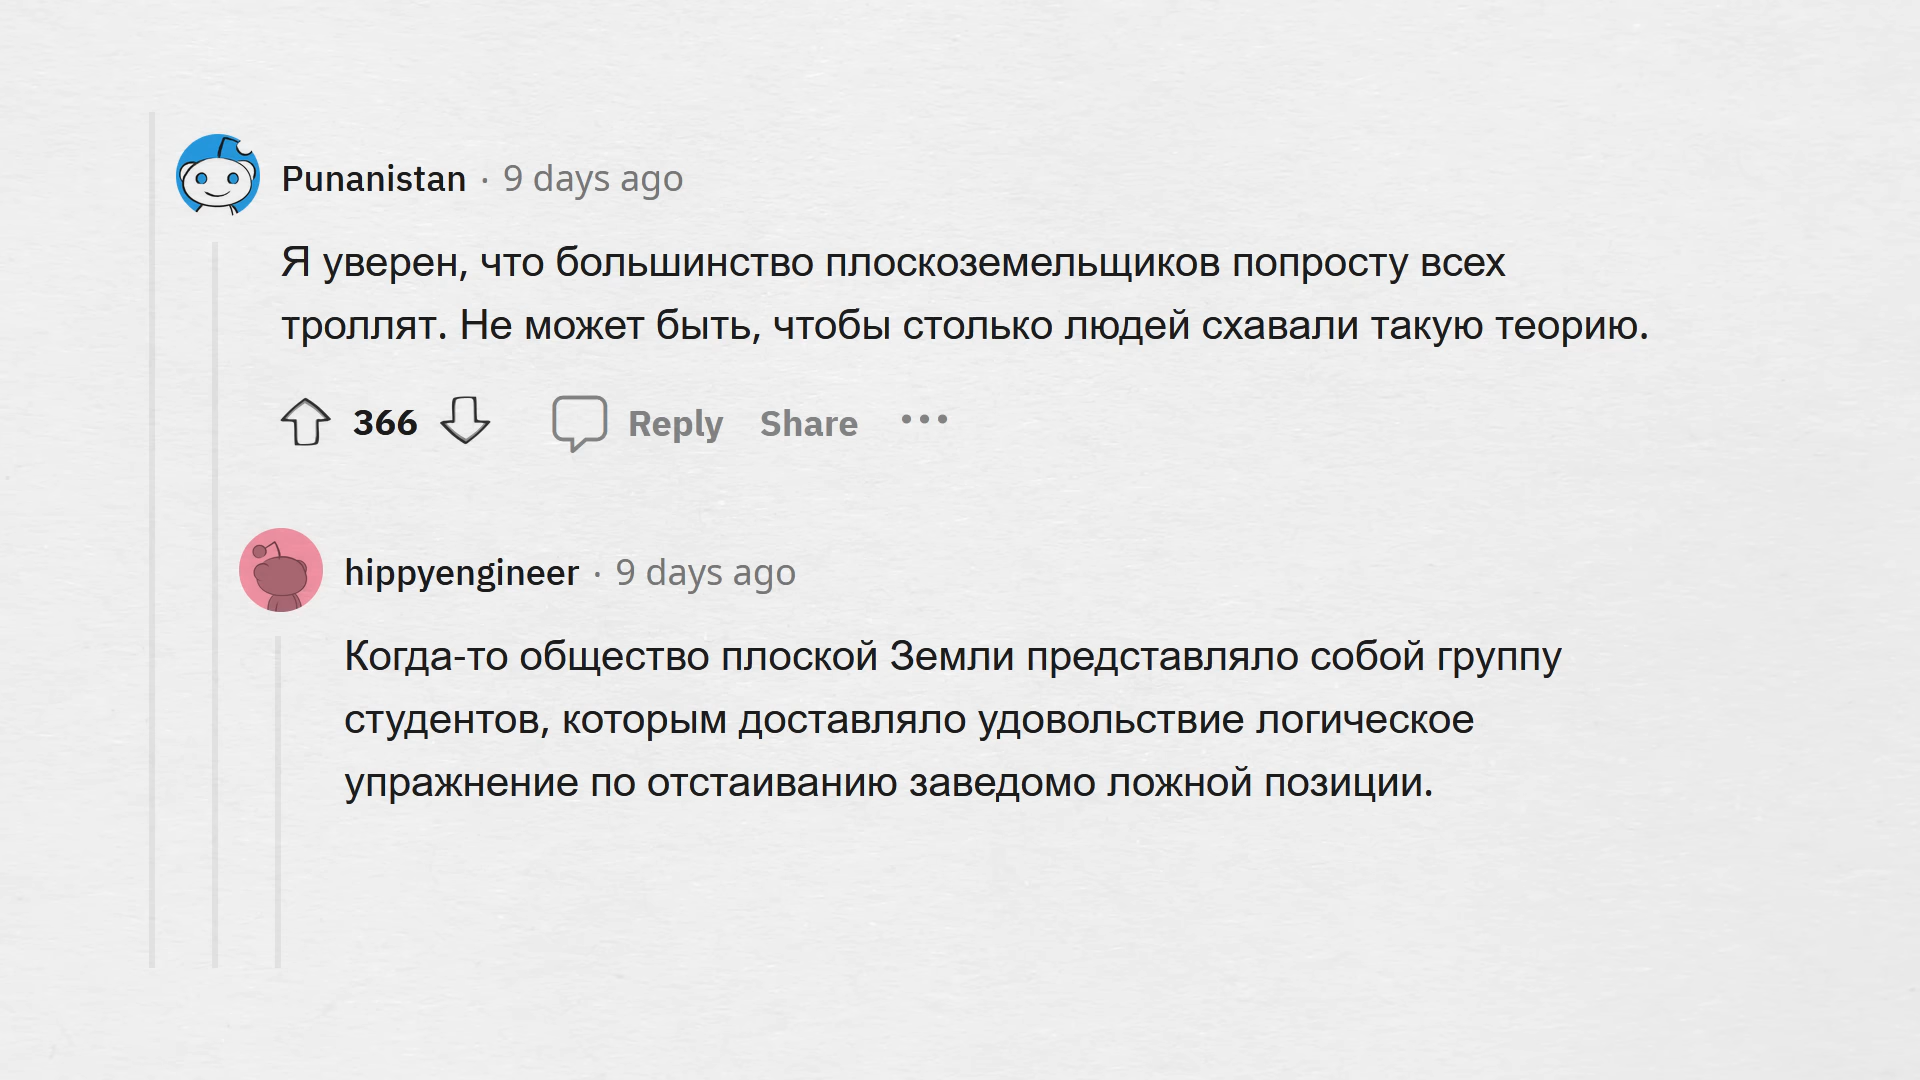 Punanistan · 9 days ago
Я уверен, что большинство плоскоземельщиков попросту всех
троллят. Не может быть, чтобы столько людей схавали такую теорию.
366 Reply Share •••
hippyengineer · 9 days ago
Когда-то общество плоской Земли представляло собой группу
студентов, которым доставляло удовольствие логическое
упражнение по отстаиванию заведомо ложной позиции.